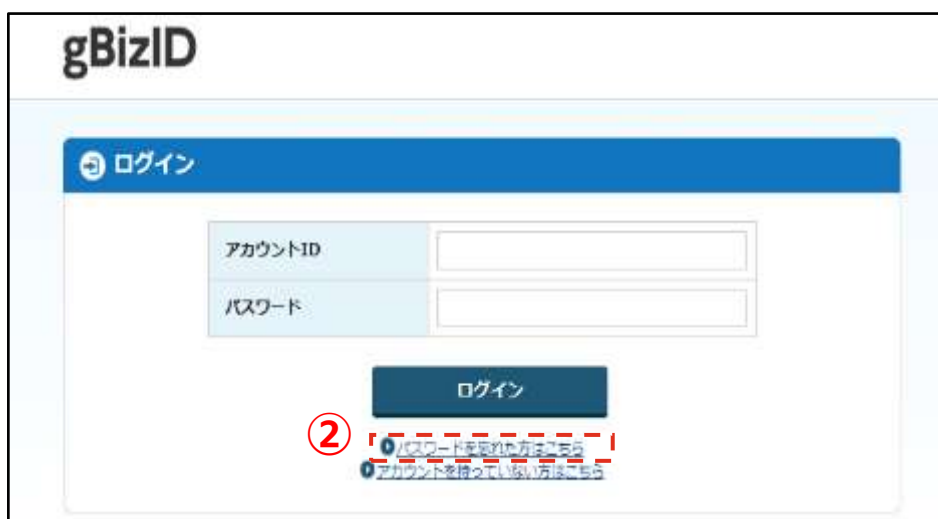 gBizID
ログイン
アカウントID
パスワード
ログイン
②
パスワードを忘れた方はこちら
アカウントを持っていない方はこちら